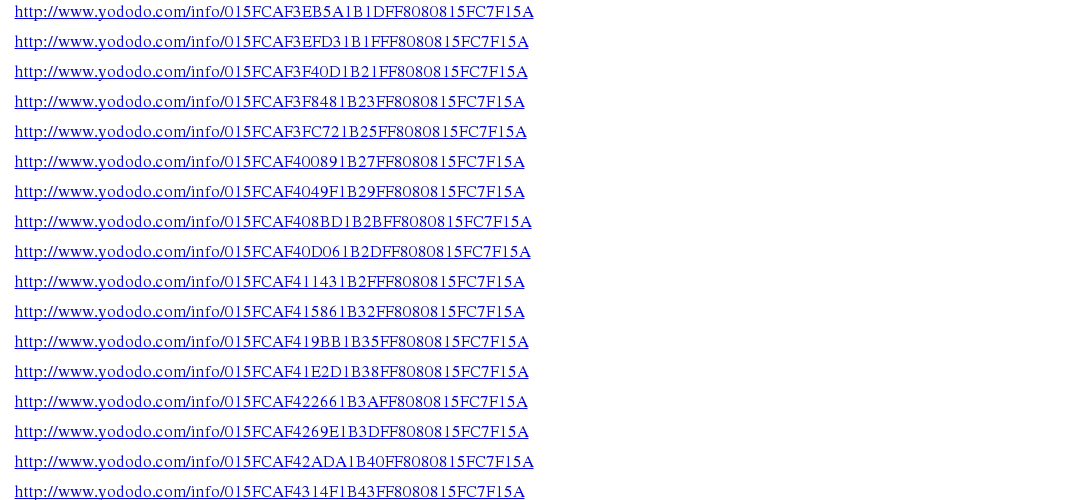 http://www.yododo.com/info/015FCAF3EB5A1B1DFF8080815FC7F15A
http://www.yododo.com/info/015FCAF3EFD31B1FFF8080815FC7F15A
http://www.yododo.com/info/015FCAF3F40D1B21FF8080815FC7F15A
http://www.yododo.com/info/015FCAF3F8481B23FF8080815FC7F15A
http://www.yododo.com/info/015FCAF3FC721B25FF8080815FC7F15A
http://www.yododo.com/info/015FCAF400891B27FF8080815FC7F15A
http://www.yododo.com/info/015FCAF4049F1B29FF8080815FC7F15A
http://www.yododo.com/info/015FCAF408BD1B2BFF8080815FC7F15A
http://www.yododo.com/info/015FCAF40D061B2DFF8080815FC7F15A
http://www.yododo.com/info/015FCAF411431B2FFF8080815FC7F15A
http://www.yododo.com/info/015FCAF415861B32FF8080815FC7F15A
http://www.yododo.com/info/015FCAF419BB1B35FF8080815FC7F15A
http://www.yododo.com/info/015FCAF41E2D1B38FF8080815FC7F15A
http://www.yododo.com/info/015FCAF422661B3AFF8080815FC7F15A
http://www.yododo.com/info/015FCAF4269E1B3DFF8080815FC7F15A
http://www.yododo.com/info/015FCAF42ADA1B40FF8080815FC7F15A
http://www.yododo.com/info/015FCAF4314F1B43FF8080815FC7F15A